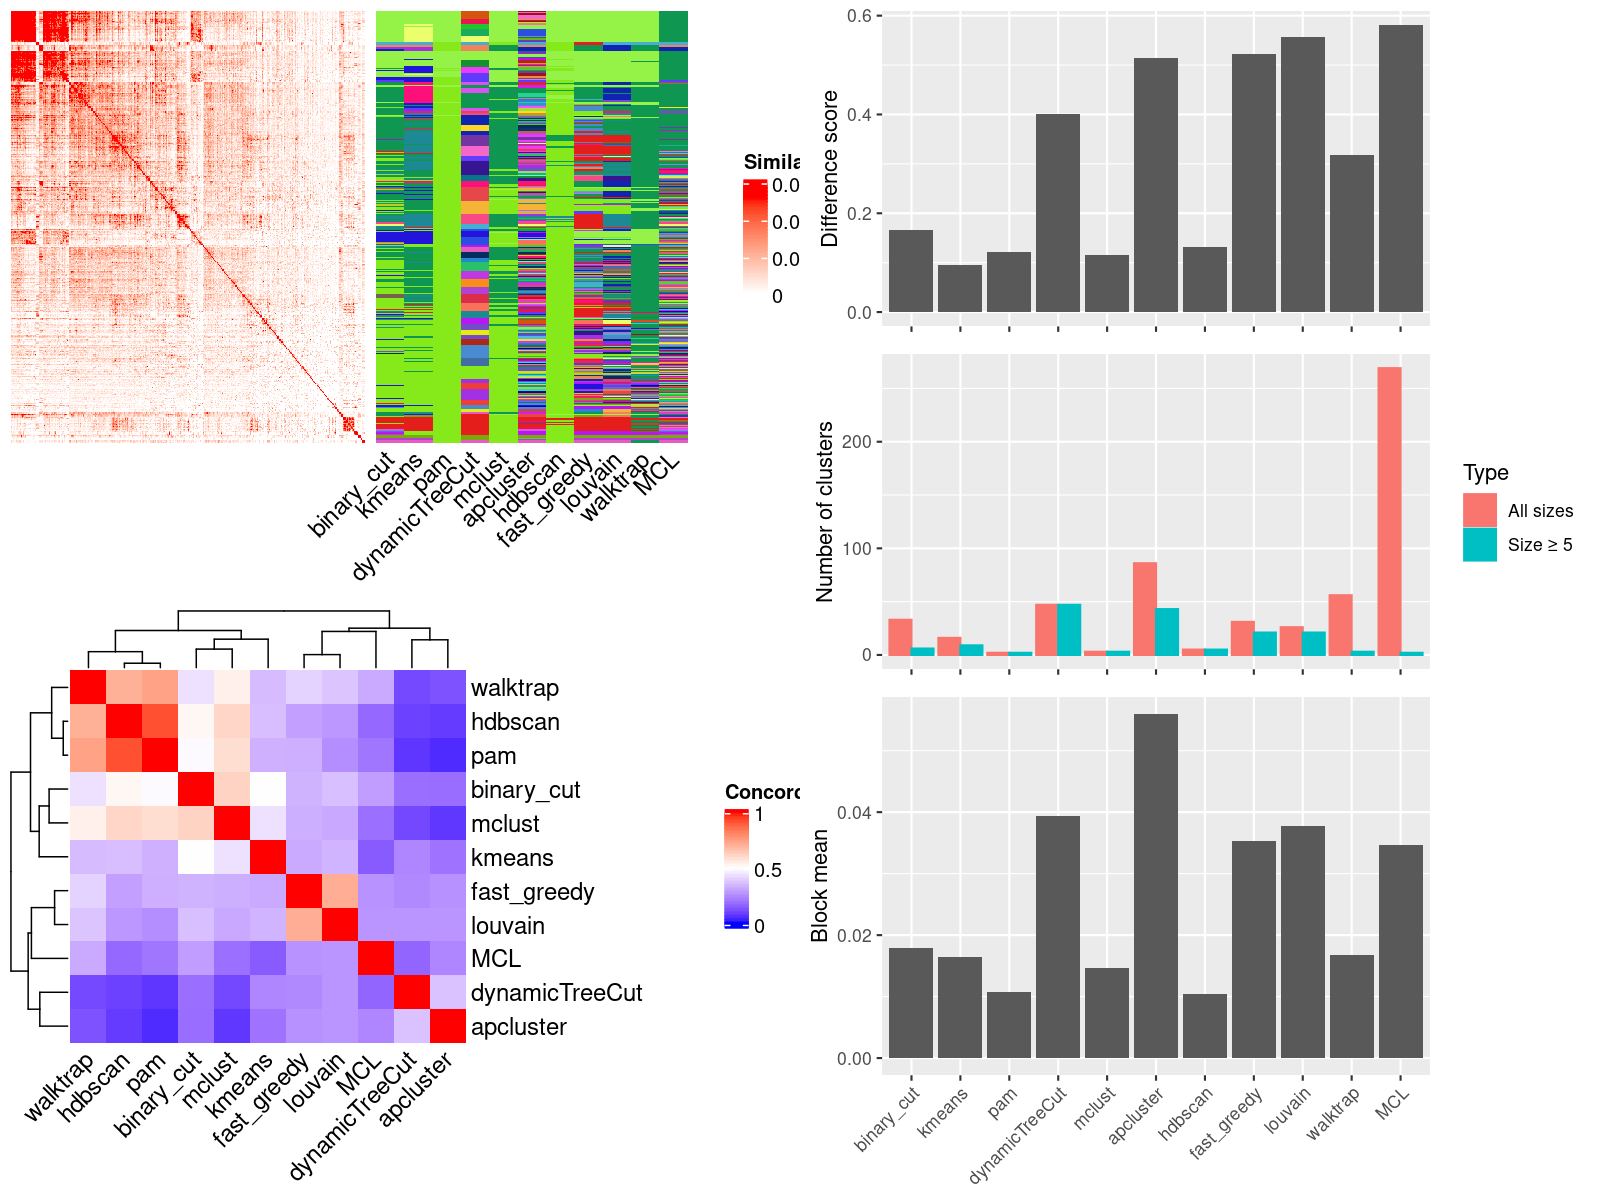 Simila
0.0
0.0
0.0
0
binary_cut
kmeans
pam
dynamicTreeCut
mclust
apcluster
hdbscan
fast_greedy
louvain
walktrap
MCL
Difference score
0.6
0.4
0.2
0.0
Number of clusters
200
100
0
Type
All sizes
Size ≥ 5
walktrap
hdbscan
pam
binary_cut
mclust
kmeans
fast_greedy
louvain
MCL
dynamicTreeCut
apcluster
walktrap
hdbscan
pam
binary_cut
mclust
kmeans
fast_greedy
louvain
MCL
dynamicTreeCut
apcluster
Concord
1
0.5
0
Block mean
0.04
0.02
0.00
binary_cut
kmeans
pam
dynamicTreeCut
mclust
apcluster
hdbscan
fast_greedy
louvain
walktrap
MCL